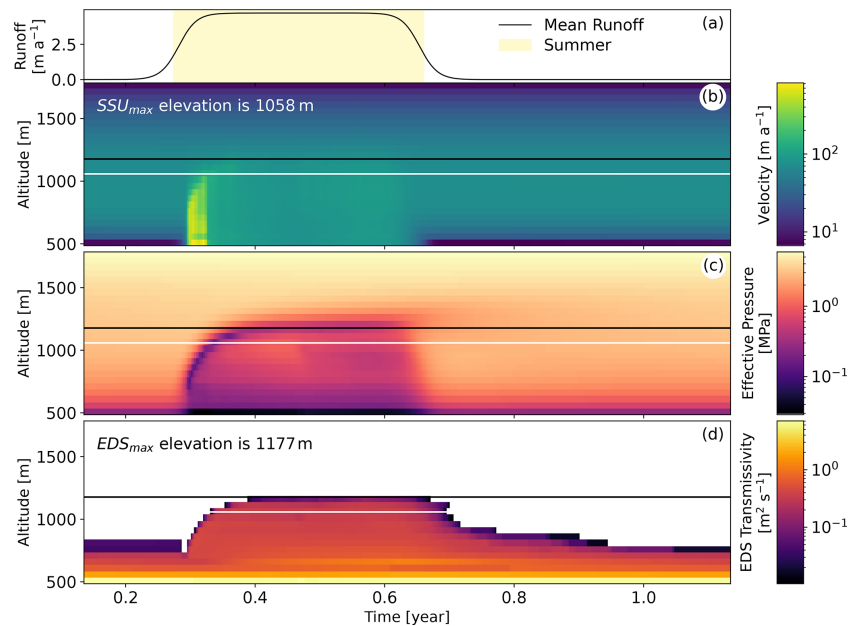 Runoff
[m a⁻¹]
2.5
0.0
Mean Runoff
Summer
(a)
Altitude [m]
1500
1000
500
SSUmax elevation is 1058 m
(b)
Velocity [m a⁻¹]
10²
10¹
Altitude [m]
1500
1000
500
(c)
Effective Pressure
[MPa]
10⁰
10⁻¹
Altitude [m]
1500
1000
500
EDSmax elevation is 1177 m
(d)
EDS Transmissivity
[m² s⁻¹]
10⁰
10⁻¹
0.2 0.4 0.6 0.8 1.0
Time [year]